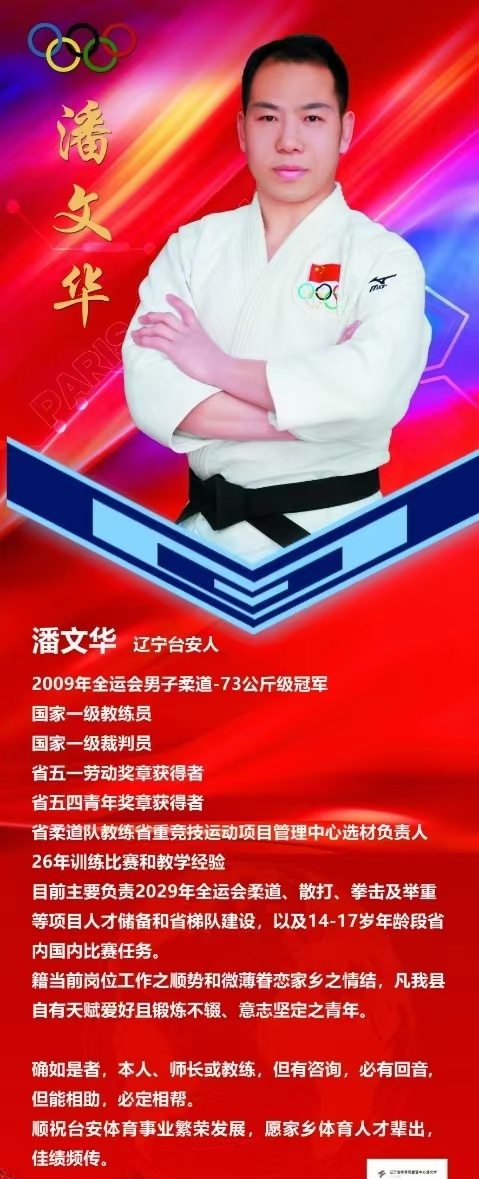 潘文华
PARIS
潘文华 辽宁台安人
2009年全运会男子柔道-73公斤级冠军
国家一级教练员
国家一级裁判员
省五一劳动奖章获得者
省五四青年奖章获得者
省柔道队教练省重竞技运动项目管理中心选材负责人
26年训练比赛和教学经验
目前主要负责2029年全运会柔道、散打、拳击及举重
等项目人才储备和省梯队建设，以及14-17岁年龄段省
内国内比赛任务。
籍当前岗位工作之顺势和微薄眷恋家乡之情结，凡我县
自有天赋爱好且锻炼不辍、意志坚定之青年。
确如是者，本人、师长或教练，但有咨询，必有回音，
但能相助，必定相帮。
顺祝台安体育事业繁荣发展，愿家乡体育人才辈出，
佳绩频传。